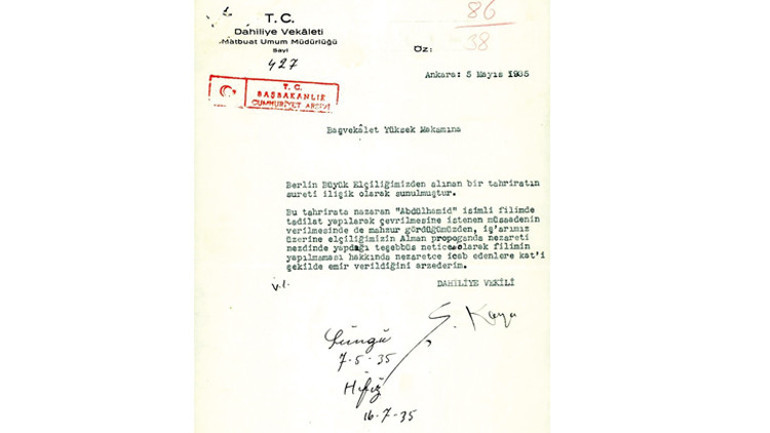 T. C.
Dahiliye Vekâleti
Matbuat Umum Müdürlüğü
Sayi
427
86
38
Öz:
Ankara: 5 Mayıs 1935
T. C.
BAŞBAKANLIK
CUMHURİYET ARŞİVİ
Başvekâlet Yüksek Makamına
Berlin Büyük Elçiliğimizden alınan bir tahriratın
sureti ilişik olarak sunulmuştur.
Bu tahrirata nazaran "Abdülhamid" isimli filimde
tadilat yapılarak çevrilmesine istenen müssadenin
verilmesinde de mahzur gördüğümüzden, iş'arımız
üzerine elçiliğimizin Alman propoganda nezareti
nezdinde yapdağı teşebbüs neticesi olarak filimin
yapılmaması hakkında nezaretce icab edenlere kat'i
şekilde emir verildiğini arzederim.
DAHİLİYE VEKİLİ
Ş. Kaya
7-5-35
Hıfız
16-7-35